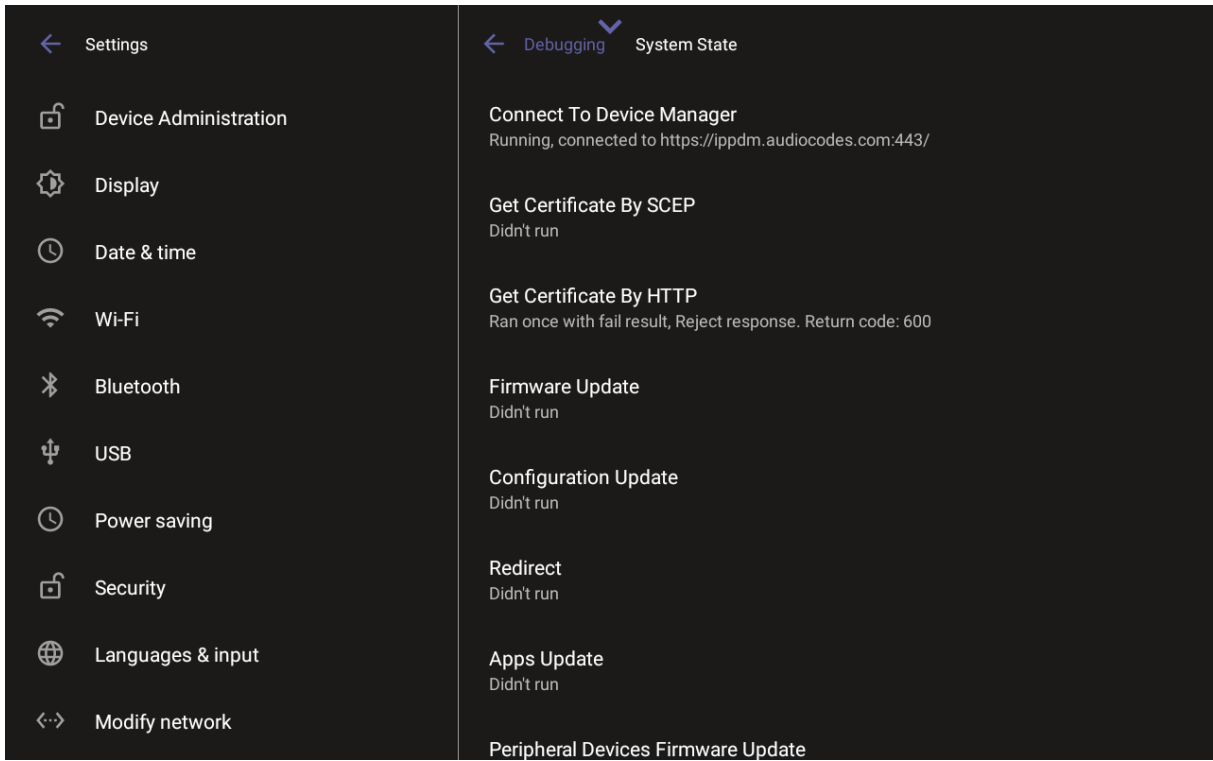 Settings
Device Administration
Display
Date & time
Wi-Fi
Bluetooth
USB
Power saving
Security
Languages & input
Modify network
Debugging System State
Connect To Device Manager
Running, connected to https://ippdm.audiocodes.com:443/
Get Certificate By SCEP
Didn't run
Get Certificate By HTTP
Ran once with fail result, Reject response. Return code: 600
Firmware Update
Didn't run
Configuration Update
Didn't run
Redirect
Didn't run
Apps Update
Didn't run
Peripheral Devices Firmware Update